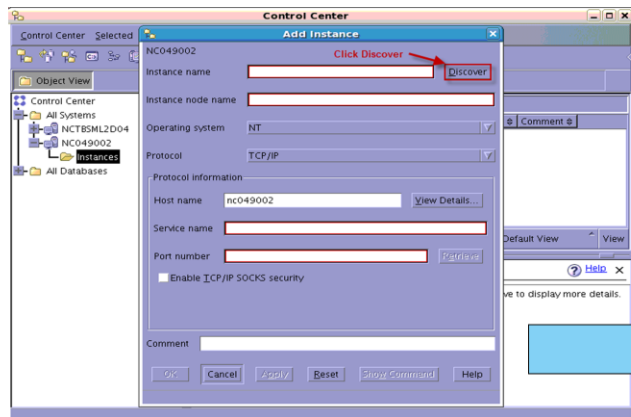 Control Center
Control Center Selected
Add Instance
NC049002
Click Discover
Instance name
Discover
Object View
Instance node name
Control Center
All Systems
NCTBSML2D04
NC049002
Instances
All Databases
Operating system NT
Comment
Protocol TCP/IP
Protocol information
Host name nc049002 View Details...
Service name
Default View View
Port number Retrieve
Enable TCP/IP SOCKS security
Help
ve to display more details.
Comment
OK Cancel Apply Reset Show Command Help